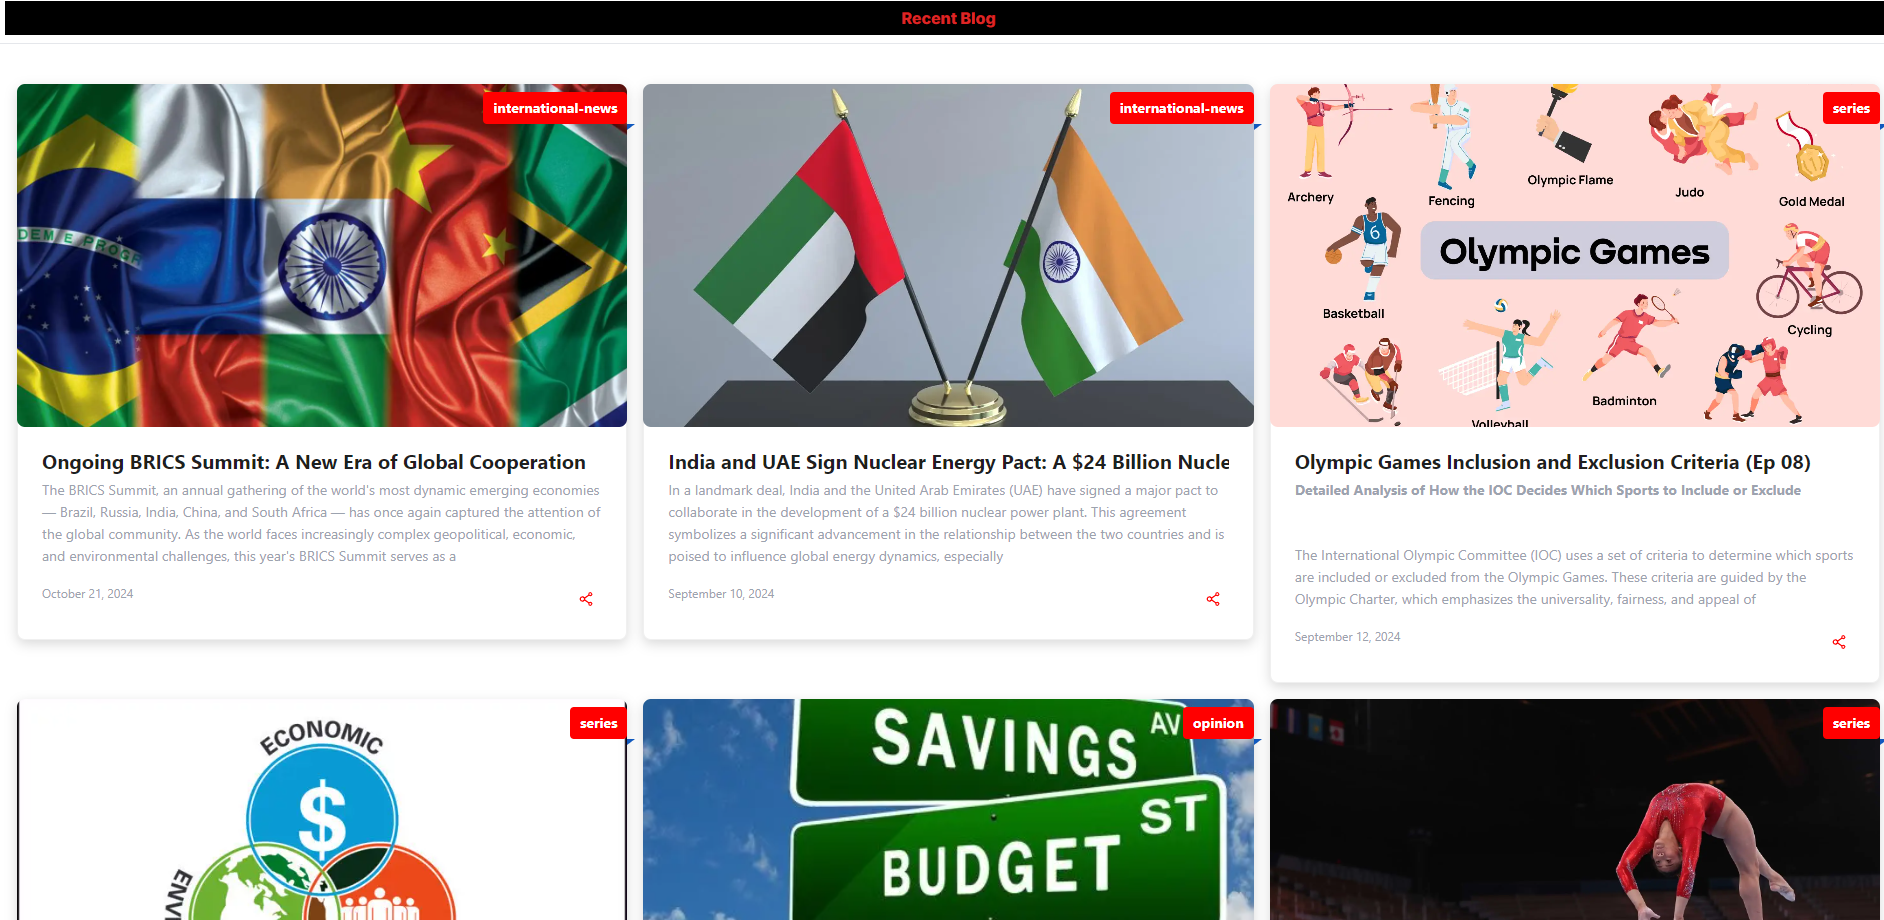 Recent Blog
international-news
DEM E PROGR
Ongoing BRICS Summit: A New Era of Global Cooperation
The BRICS Summit, an annual gathering of the world's most dynamic emerging economies
— Brazil, Russia, India, China, and South Africa — has once again captured the attention of
the global community. As the world faces increasingly complex geopolitical, economic,
and environmental challenges, this year's BRICS Summit serves as a
October 21, 2024
international-news
India and UAE Sign Nuclear Energy Pact: A $24 Billion Nucle
In a landmark deal, India and the United Arab Emirates (UAE) have signed a major pact to
collaborate in the development of a $24 billion nuclear power plant. This agreement
symbolizes a significant advancement in the relationship between the two countries and is
poised to influence global energy dynamics, especially
September 10, 2024
series
Archery
Fencing
Olympic Flame
Judo
Gold Medal
6
Olympic Games
Basketball
Cycling
Badminton
Volleyball
Olympic Games Inclusion and Exclusion Criteria (Ep 08)
Detailed Analysis of How the IOC Decides Which Sports to Include or Exclude
The International Olympic Committee (IOC) uses a set of criteria to determine which sports
are included or excluded from the Olympic Games. These criteria are guided by the
Olympic Charter, which emphasizes the universality, fairness, and appeal of
September 12, 2024
series
ECONOMIC
$
ENVI
opinion
SAVINGS AV
BUDGET ST
series